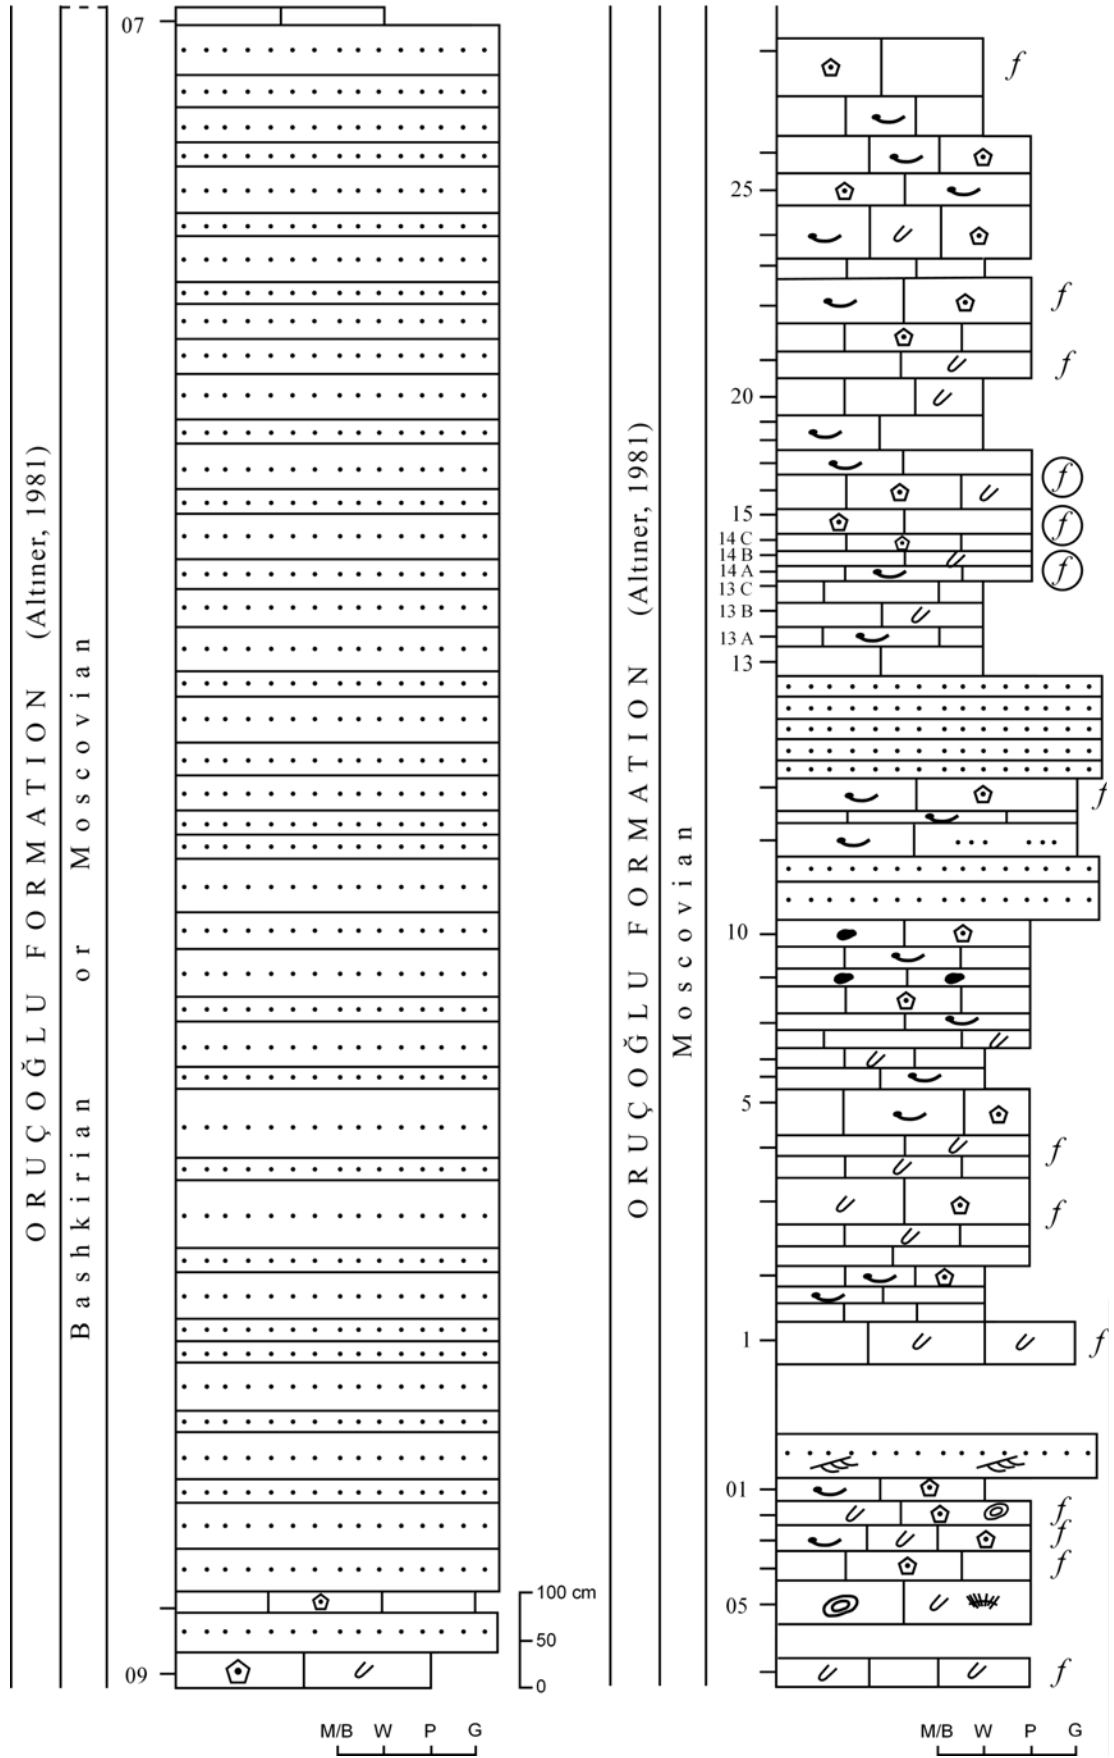 ORUÇOĞLU FORMATION (Altıner, 1981)
Bashkirian or Moscovian
07
09
100 cm
50
0
M/B W P G
ORUÇOĞLU FORMATION (Altıner, 1981)
Moscovian
f
25
f
f
20
f
15
f
14 C
14 B
14 A
f
13 C
13 B
13 A
13
f
10
5
f
f
1
f
01
f
f
f
05
f
M/B W P G